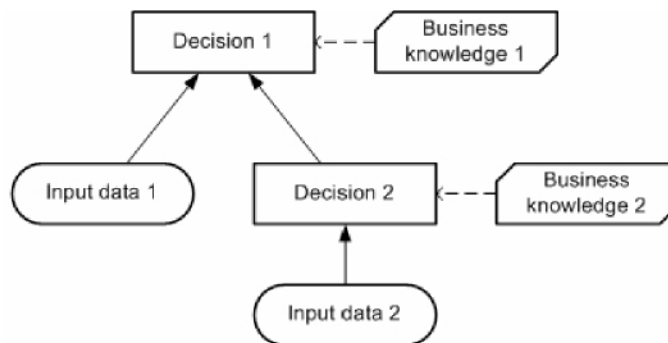 Decision 1
Business
knowledge 1
Input data 1
Decision 2
Business
knowledge 2
Input data 2